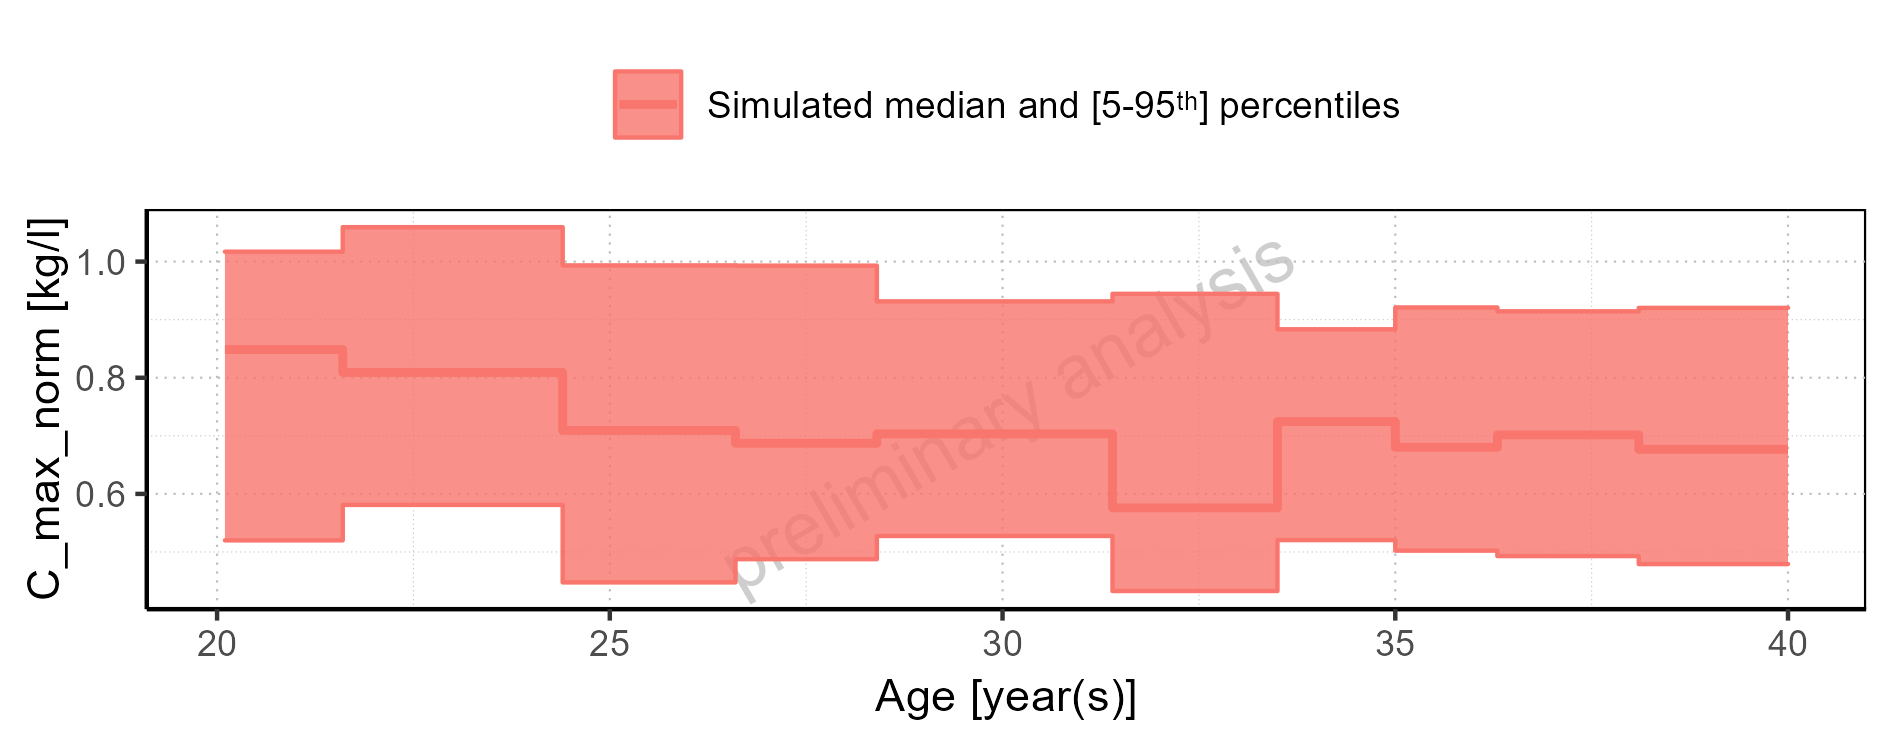 Simulated median and [5-95th] percentiles
C_max_norm [kg/l]
1.0
0.8
0.6
preliminary analysis
20 25 30 35 40
Age [year(s)]